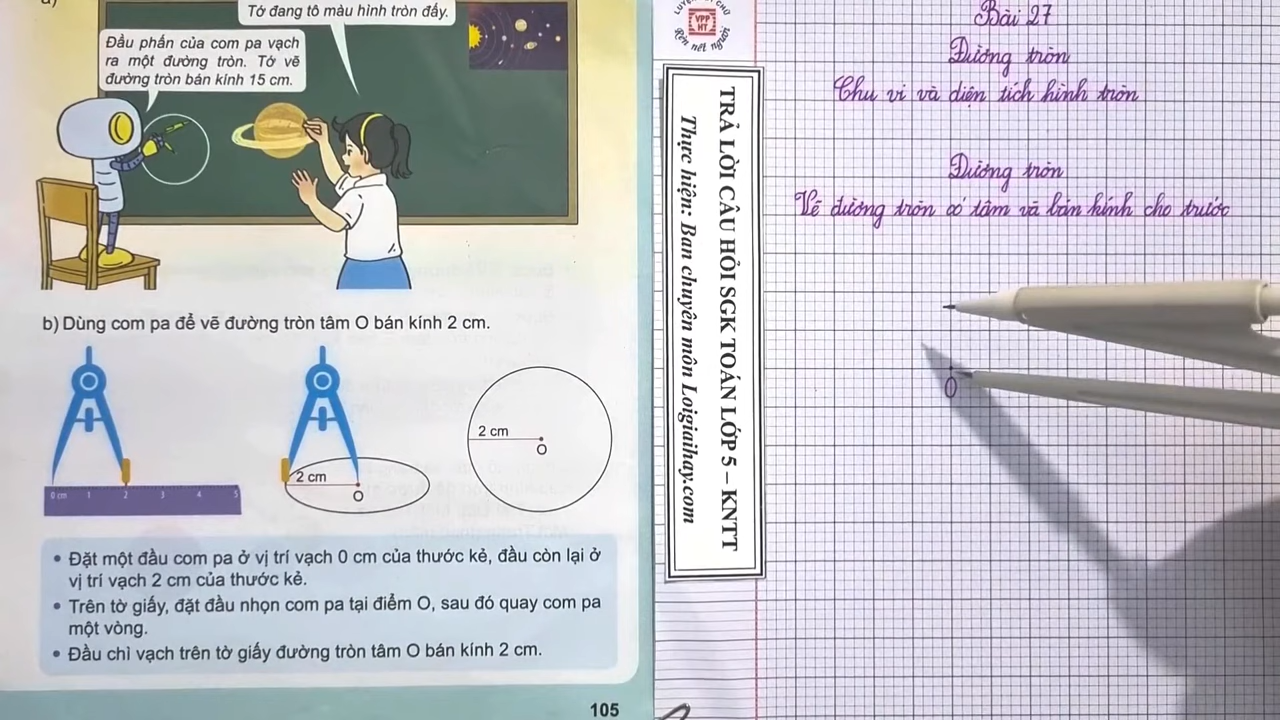 a)
Tớ đang tô màu hình tròn đấy.
Đầu phấn của com pa vạch
ra một đường tròn. Tớ vẽ
đường tròn bán kính 15 cm.
b) Dùng com pa để vẽ đường tròn tâm O bán kính 2 cm.
0 cm 1 2 3 4 5
2 cm
O
2 cm
O
• Đặt một đầu com pa ở vị trí vạch 0 cm của thước kẻ, đầu còn lại ở
vị trí vạch 2 cm của thước kẻ.
• Trên tờ giấy, đặt đầu nhọn com pa tại điểm O, sau đó quay com pa
một vòng.
• Đầu chì vạch trên tờ giấy đường tròn tâm O bán kính 2 cm.
105
VPP
HT
Rèn nết người
TRẢ LỜI CÂU HỎI SGK TOÁN LỚP 5 – KNTT
Thực hiện: Ban chuyên môn Loigiaihay.com
Bài 27
Đường tròn
Chu vi và diện tích hình tròn
Đường tròn
Vẽ đường tròn có tâm và bán kính cho trước
O